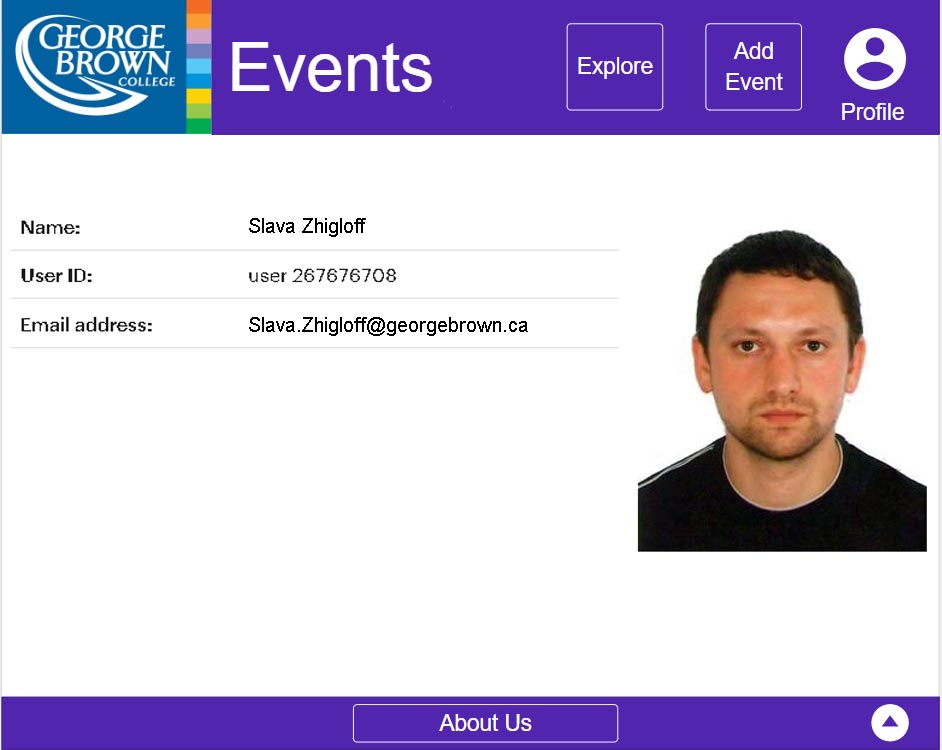 GEORGE
BROWN
COLLEGE
Events
Explore
Add
Event
Profile
Name: Slava Zhigloff
User ID: user 267676708
Email address: Slava.Zhigloff@georgebrown.ca
About Us